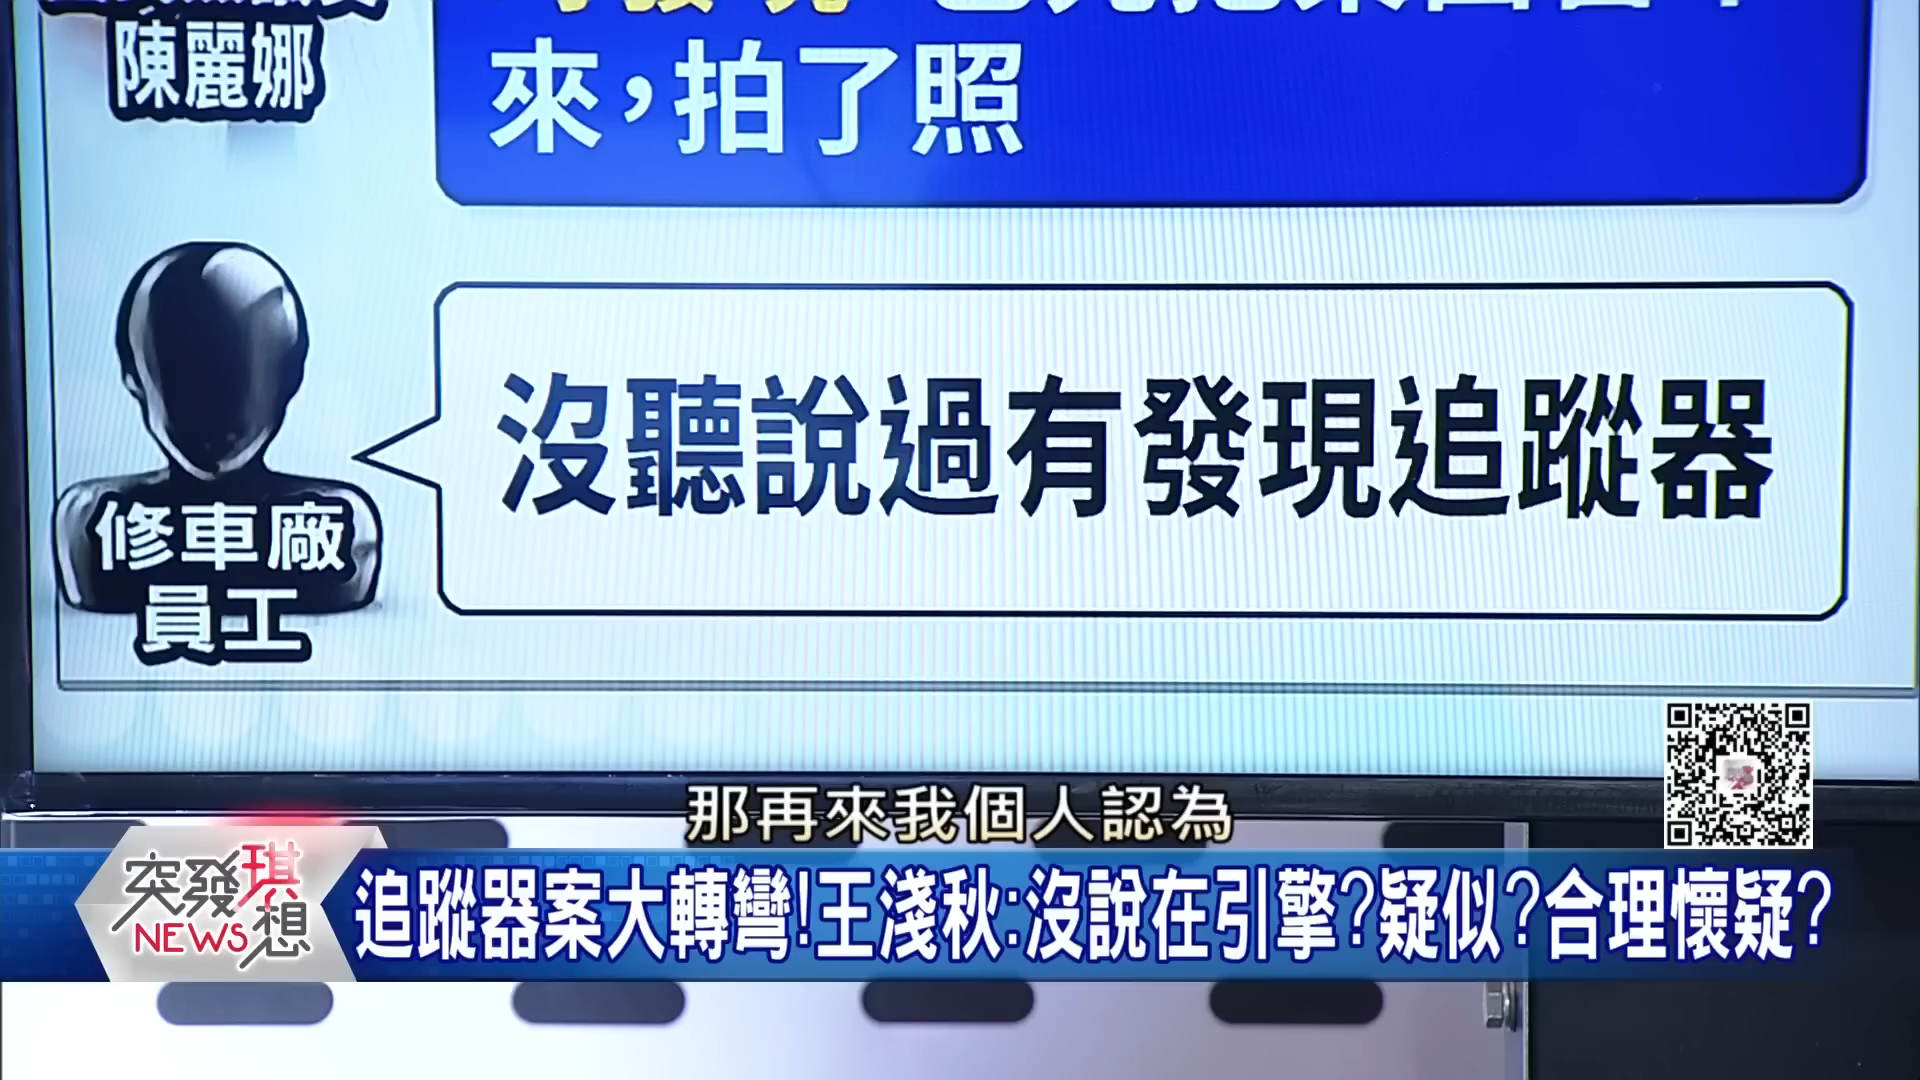 陳麗娜
來,拍了照
沒聽說過有發現追蹤器
修車廠
員工
那再來我個人認為
突發琪想
NEWS
追蹤器案大轉彎!王淺秋:沒說在引擎?疑似?合理懷疑?